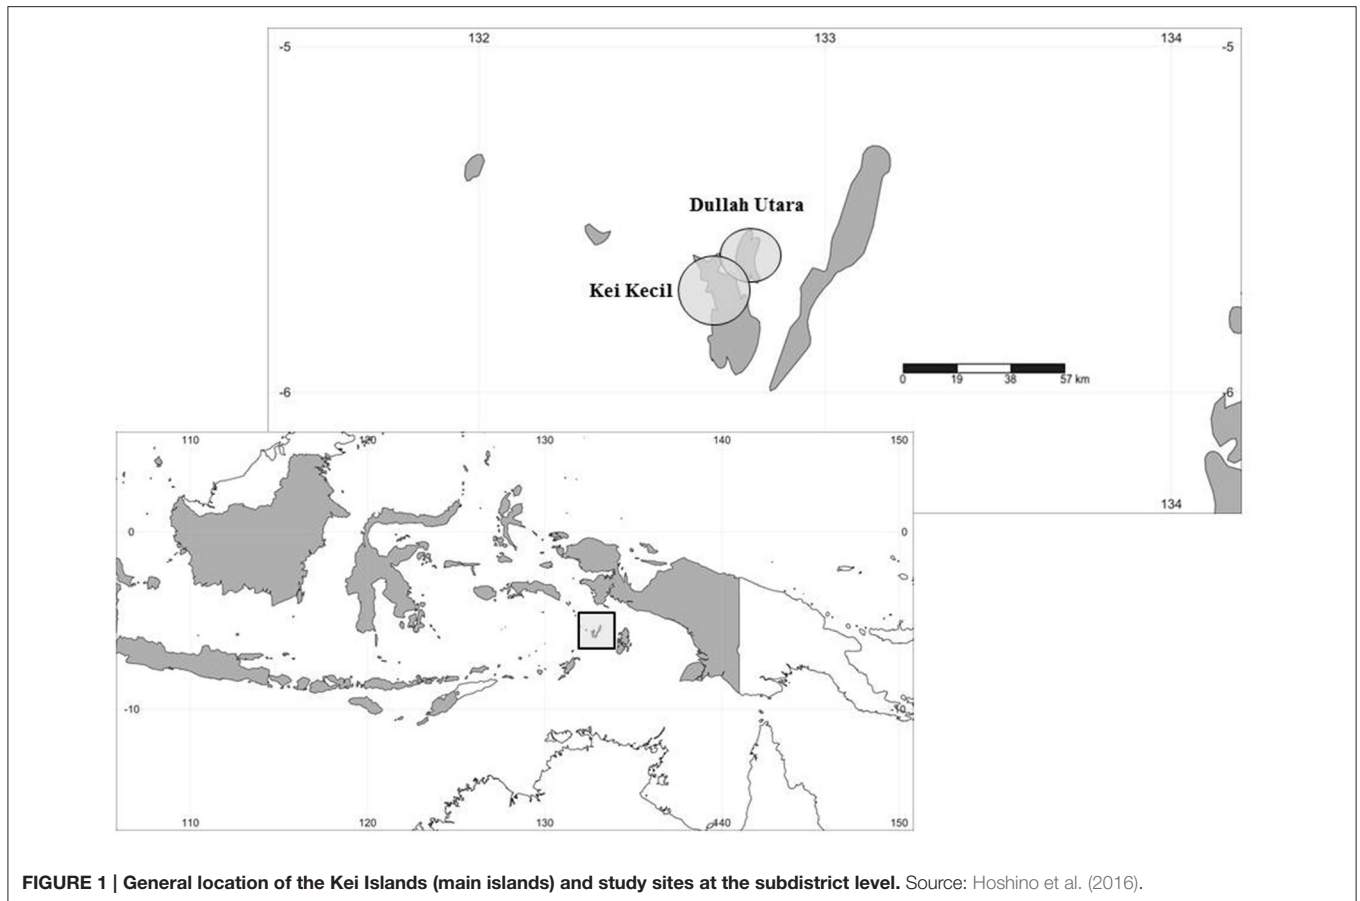 132 133 134
-5 -5
Dullah Utara
Kei Kecil
0 19 38 57 km
-6 -6
134
110 120 130 140 150
0 0
-10 -10
110 120 130 140 150
FIGURE 1 | General location of the Kei Islands (main islands) and study sites at the subdistrict level. Source: Hoshino et al. (2016).